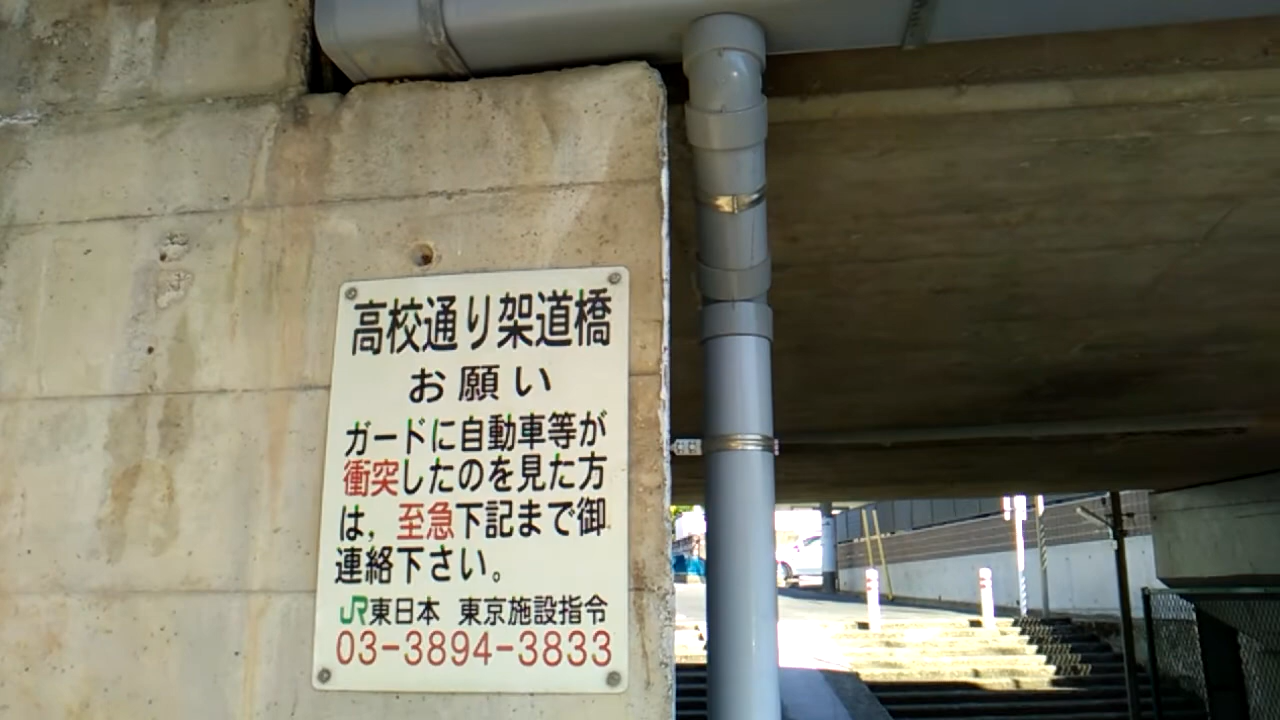 高校通り架道橋
お願い
ガードに自動車等が
衝突したのを見た方
は，至急下記まで御
連絡下さい。
JR東日本 東京施設指令
03-3894-3833